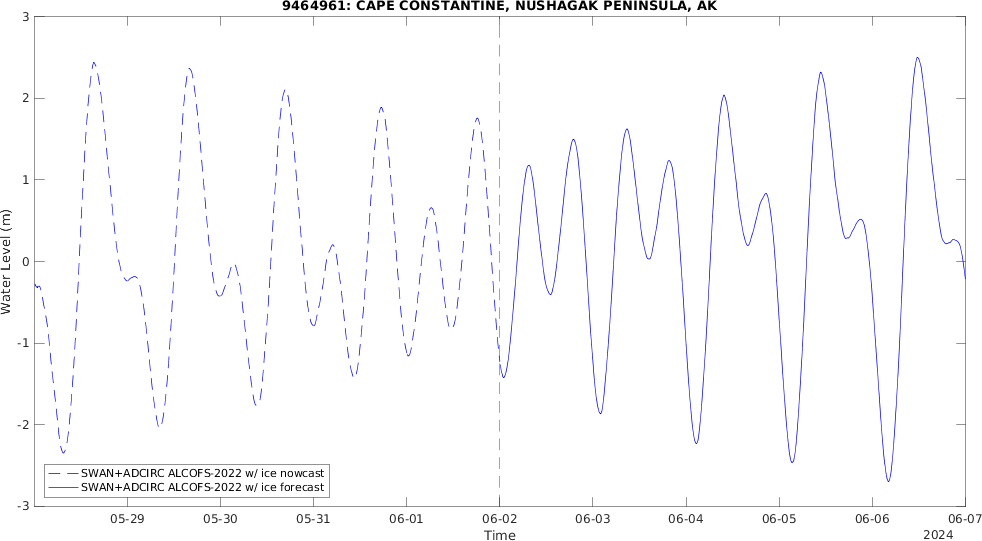 9464961: CAPE CONSTANTINE, NUSHAGAK PENINSULA, AK
3
2
1
0
-1
-2
-3
Water Level (m)
SWAN+ADCIRC ALCOFS-2022 w/ ice nowcast
SWAN+ADCIRC ALCOFS-2022 w/ ice forecast
05-29 05-30 05-31 06-01 06-02 06-03 06-04 06-05 06-06 06-07
Time
2024